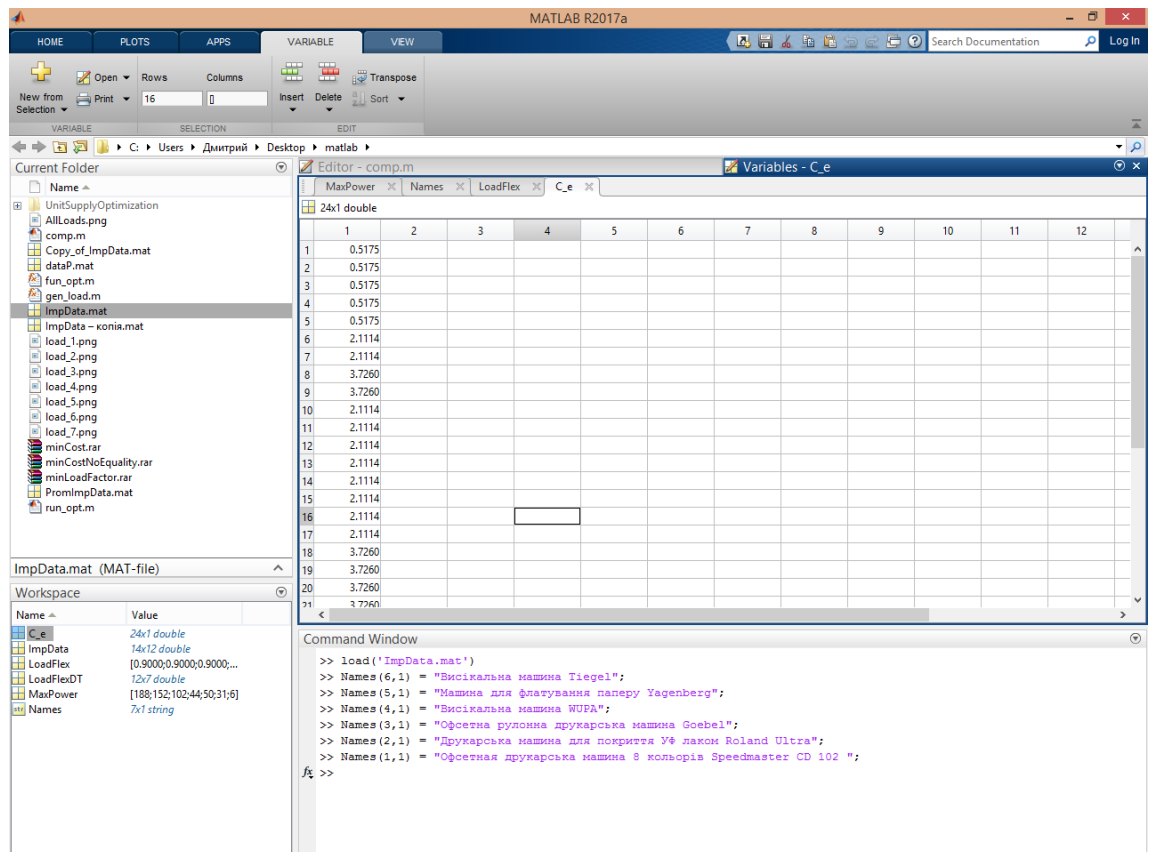 MATLAB R2017a
HOME PLOTS APPS VARIABLE VIEW Search Documentation Log In
New from Selection Open Print Rows Columns 16 [] Insert Delete Transpose Sort
VARIABLE SELECTION EDIT
C: Users Дмитрий Desktop matlab
Current Folder
Name
UnitSupplyOptimization
AllLoads.png
comp.m
Copy_of_ImpData.mat
dataP.mat
fun_opt.m
gen_load.m
ImpData.mat
ImpData – копія.mat
load_1.png
load_2.png
load_3.png
load_4.png
load_5.png
load_6.png
load_7.png
minCost.rar
minCostNoEquality.rar
minLoadFactor.rar
PromImpData.mat
run_opt.m
ImpData.mat (MAT-file)
Workspace
Name Value
C_e 24x1 double
ImpData 14x12 double
LoadFlex [0.9000;0.9000;0.9000;...
LoadFlexDT 12x7 double
MaxPower [188;152;102;44;50;31;6]
Names 7x1 string
Editor - comp.m Variables - C_e
MaxPower Names LoadFlex C_e
24x1 double
1 2 3 4 5 6 7 8 9 10 11 12
1 0.5175
2 0.5175
3 0.5175
4 0.5175
5 0.5175
6 2.1114
7 2.1114
8 3.7260
9 3.7260
10 2.1114
11 2.1114
12 2.1114
13 2.1114
14 2.1114
15 2.1114
16 2.1114
17 2.1114
18 3.7260
19 3.7260
20 3.7260
21 3.7260
Command Window
>> load('ImpData.mat')
>> Names(6,1) = "Висікальна машина Tiegel";
>> Names(5,1) = "Машина для флатування паперу Yagenberg";
>> Names(4,1) = "Висікальна машина WUPA";
>> Names(3,1) = "Офсетна рулонна друкарська машина Goebel";
>> Names(2,1) = "Друкарська машина для покриття УФ лаком Roland Ultra";
>> Names(1,1) = "Офсетная друкарська машина 8 кольорів Speedmaster CD 102 ";
fx >>